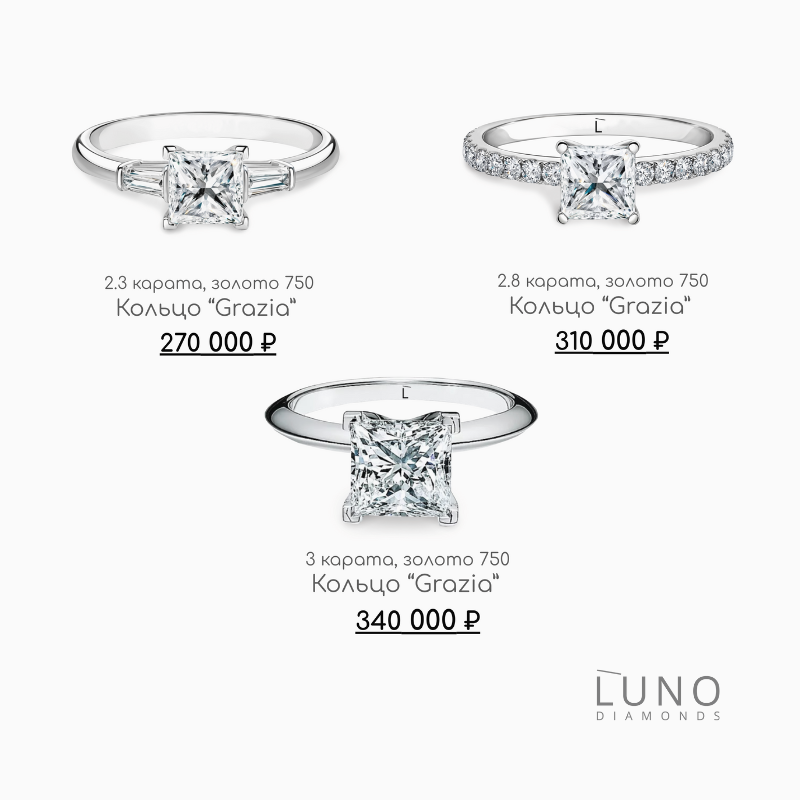 2.3 карата, золото 750
Кольцо “Grazia”
270 000 ₽
L
2.8 карата, золото 750
Кольцо “Grazia”
310 000 ₽
L
3 карата, золото 750
Кольцо “Grazia”
340 000 ₽
LUNO
DIAMONDS